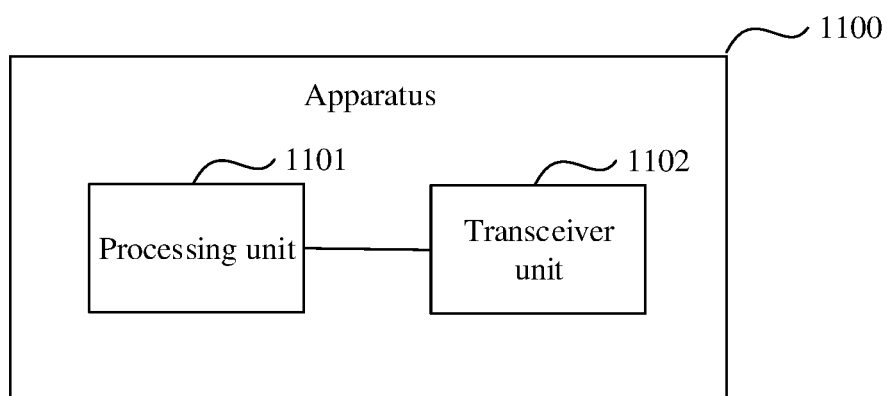 1100
Apparatus
1101
1102
Processing unit
Transceiver
unit